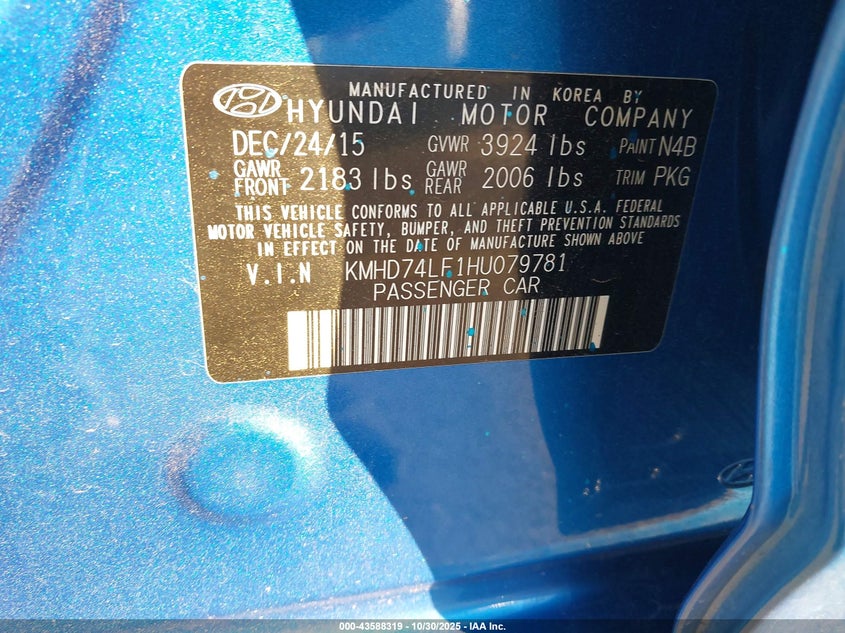 MANUFACTURED IN KOREA BY
HYUNDAI MOTOR COMPANY
DEC/24/15 GVWR 3924 lbs PAINT N4B
GAWR FRONT 2183 lbs GAWR REAR 2006 lbs TRIM PKG
THIS VEHICLE CONFORMS TO ALL APPLICABLE U.S.A. FEDERAL
MOTOR VEHICLE SAFETY, BUMPER, AND THEFT PREVENTION STANDARDS
IN EFFECT ON THE DATE OF MANUFACTURE SHOWN ABOVE
V.I.N KMHD74LF1HU079781
PASSENGER CAR
000-43588319 - 10/30/2025 - IAA Inc.